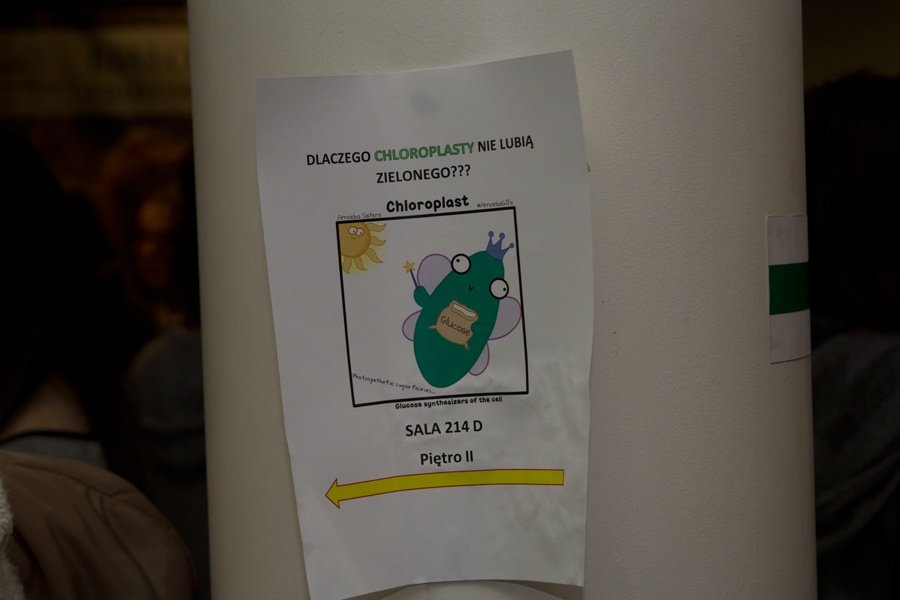 DLACZEGO CHLOROPLASTY NIE LUBIĄ
ZIELONEGO???
Chloroplast
Amoeba Sisters
#AmoebaGIFs
Glucose
Photosynthetic sugar fairies...
Glucose synthesizers of the cell
SALA 214 D
Piętro II